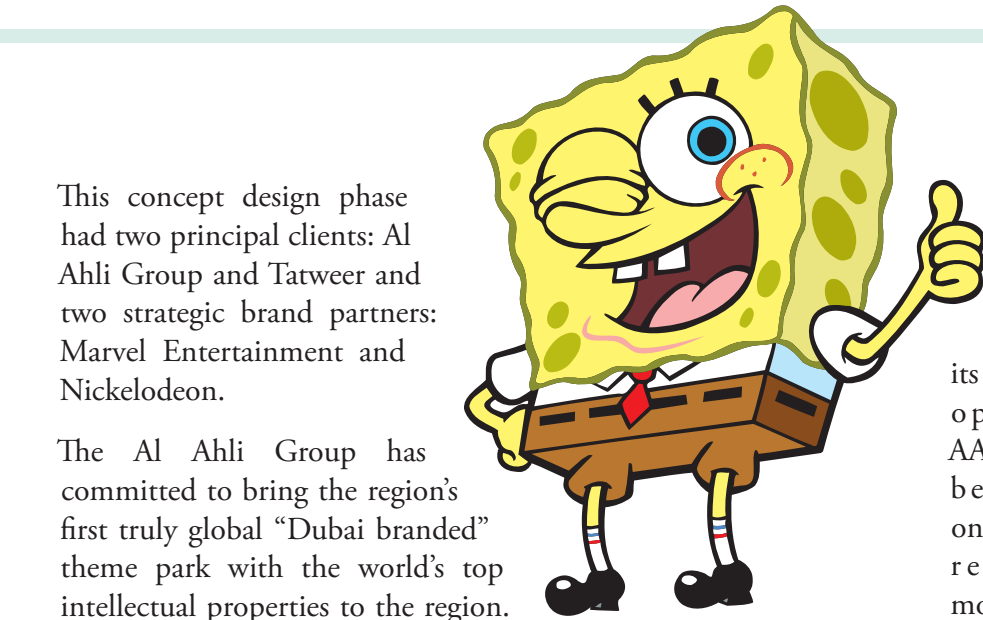 This concept design phase
had two principal clients: Al
Ahli Group and Tatweer and
two strategic brand partners:
Marvel Entertainment and
Nickelodeon.
The Al Ahli Group has
committed to bring the region's
first truly global “Dubai branded”
theme park with the world's top
intellectual properties to the region.
its
on